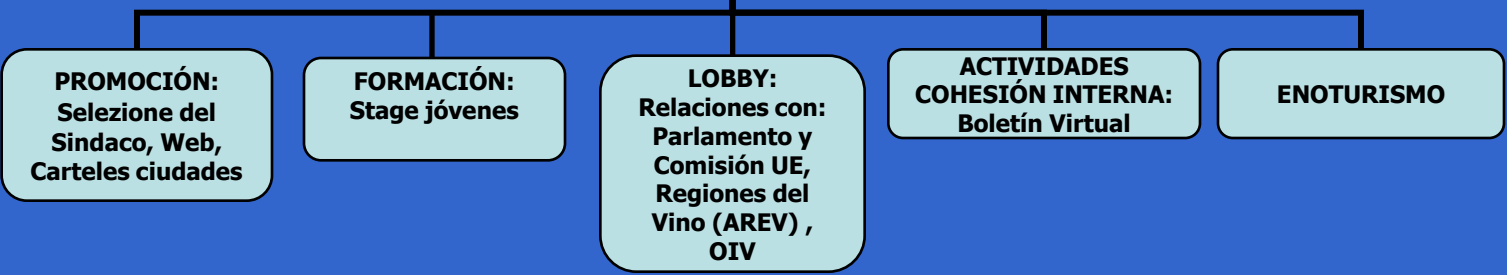 PROMOCIÓN:
Selezione del
Sindaco, Web,
Carteles ciudades
FORMACIÓN:
Stage jóvenes
LOBBY:
Relaciones con:
Parlamento y
Comisión UE,
Regiones del
Vino (AREV) ,
OIV
ACTIVIDADES
COHESIÓN INTERNA:
Boletín Virtual
ENOTURISMO